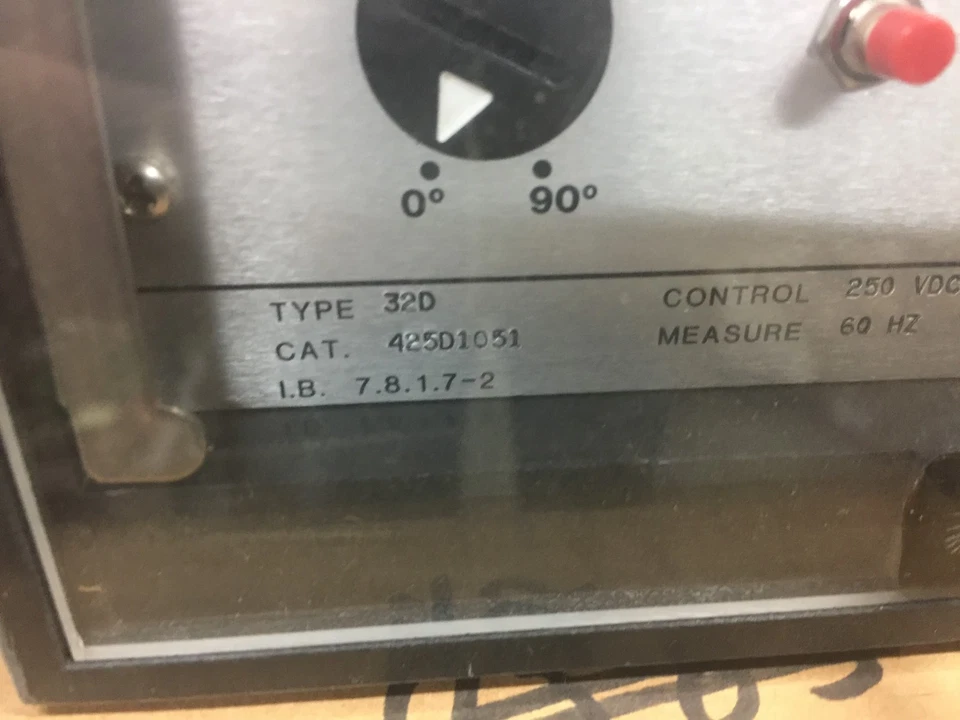 0° 90°
TYPE 32D
CAT. 425D1051
I.B. 7.8.1.7-2
CONTROL 250 VDC
MEASURE 60 HZ